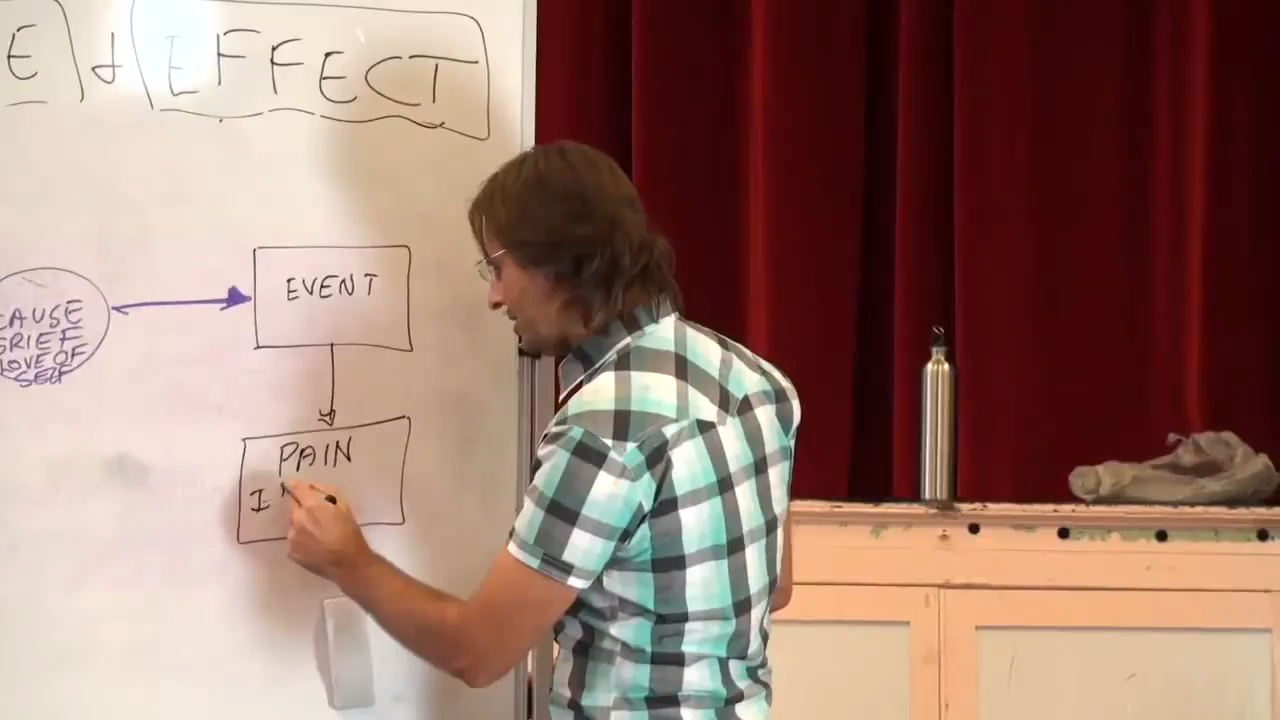 E & EFFECT
EVENT
CAUSE
GRIEF
LOVE OF
SELF
PAIN
I